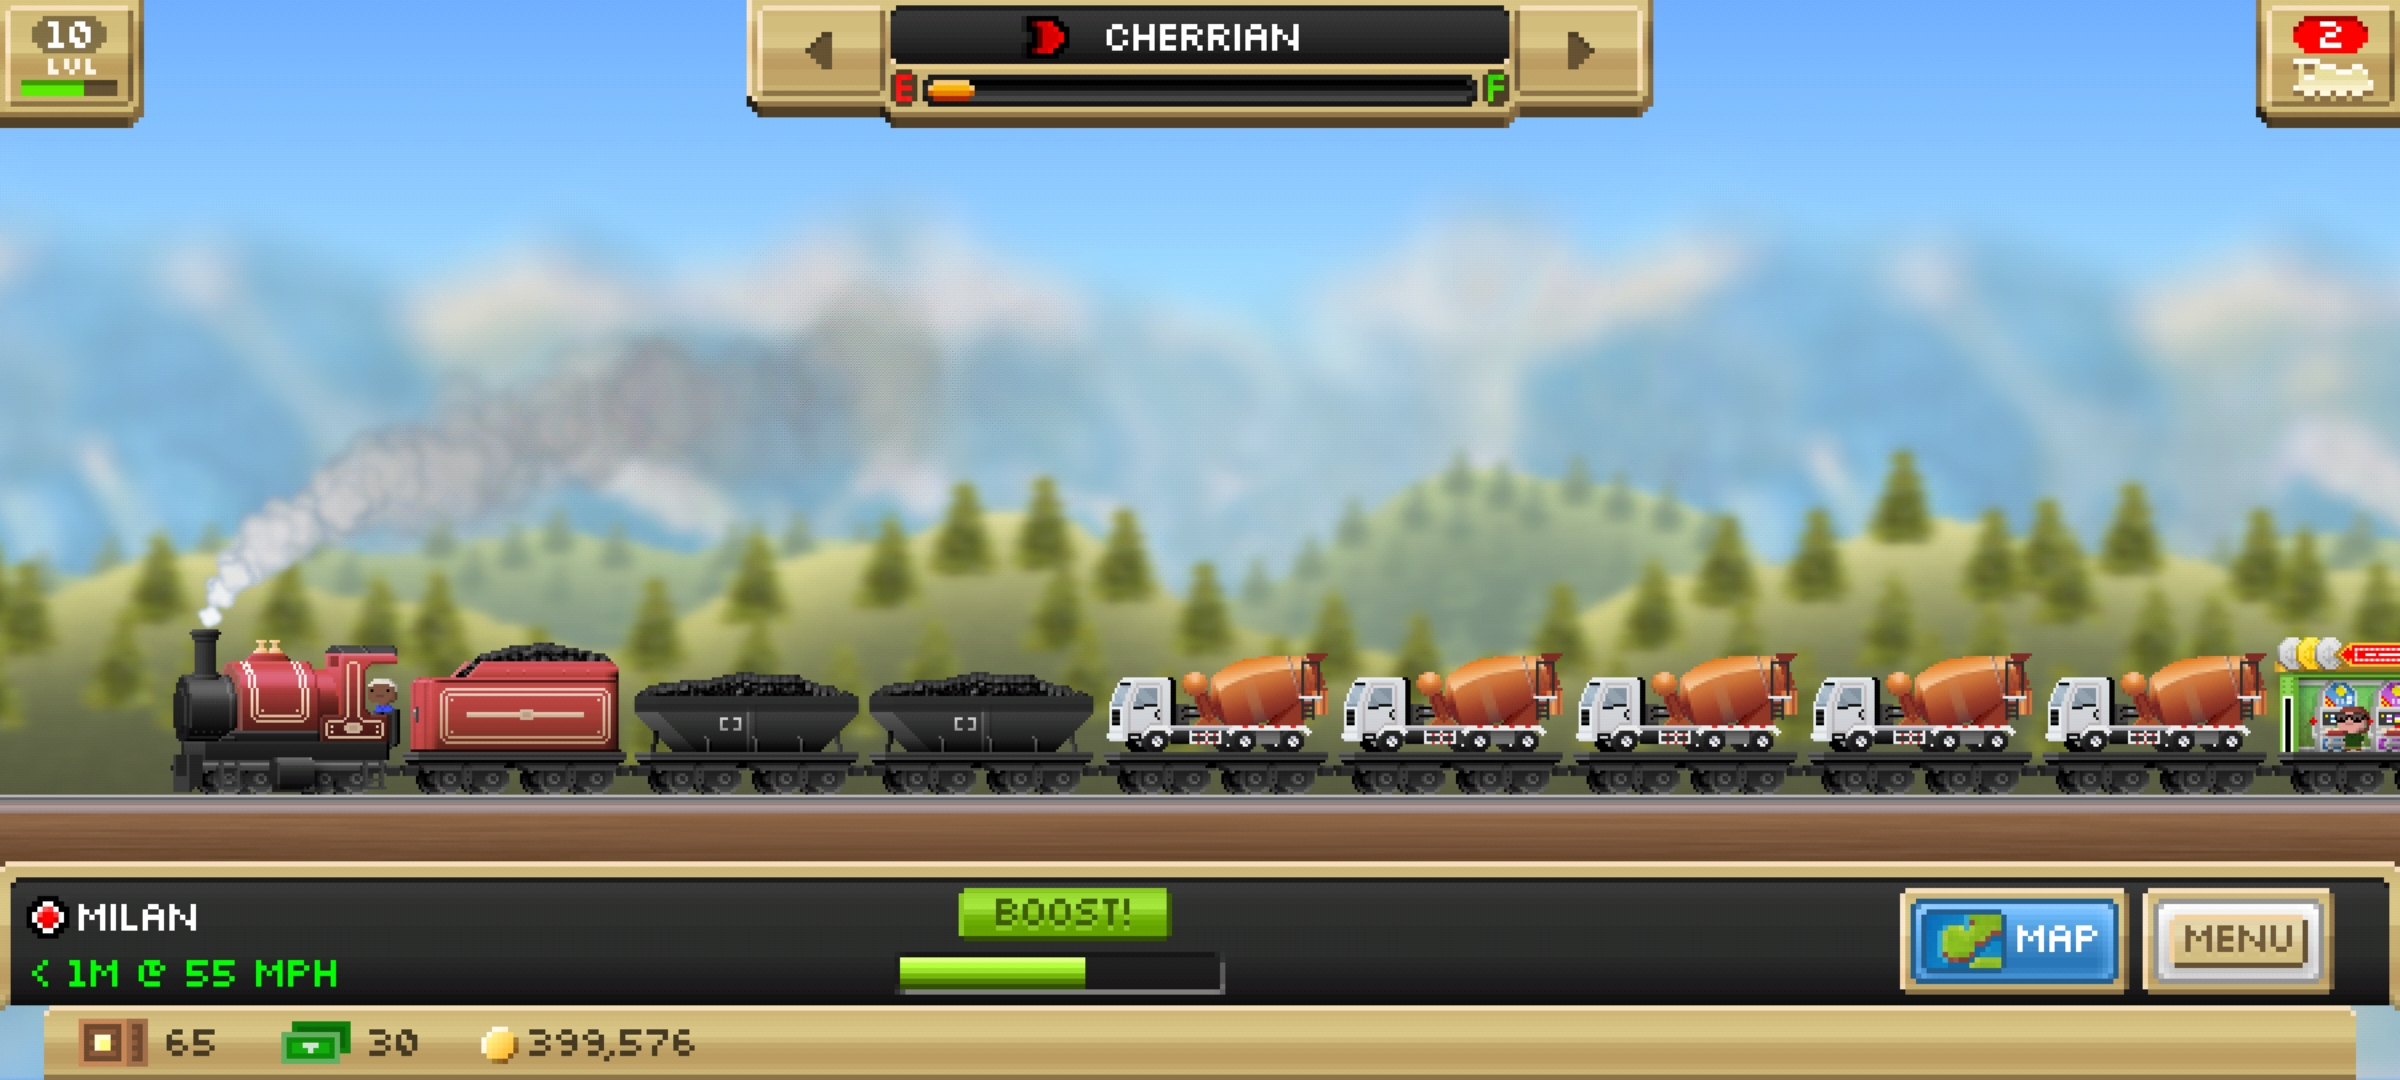 10
LVL
CHERRIAN
E F
2
MILAN
BOOST!
< 1M @ 55 MPH
MAP
MENU
65
30
399,576